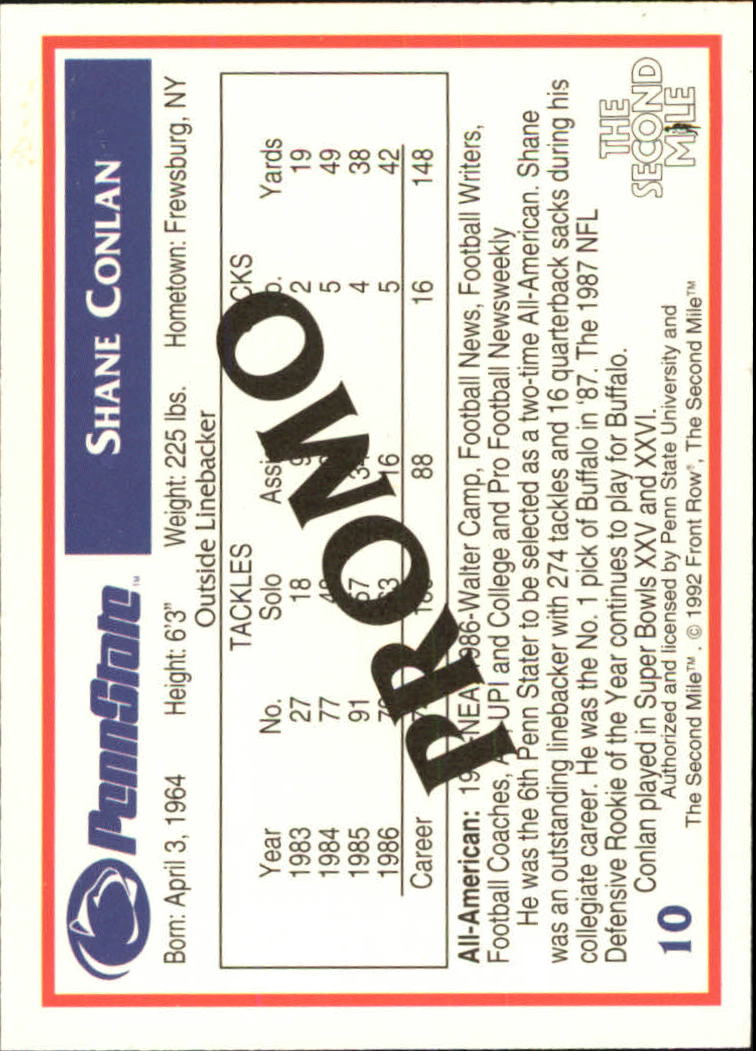 PennState™
SHANE CONLAN
Born: April 3, 1964 Height: 6'3" Weight: 225 lbs. Hometown: Frewsburg, NY
Outside Linebacker
TACKLES
Year No. Solo Yards
1983 27 18 2 19
1984 77 5 49
1985 91 4 38
1986 16 5 42
Career 88 16 148
PROMO
All-American: Camp, Football News, Football Writers,
Football Coaches, UPI and College and Pro Football Newsweekly
He was the 6th Penn Stater to be selected as a two-time All-American. Shane
was an outstanding linebacker with 274 tackles and 16 quarterback sacks during his
collegiate career. He was the No. 1 pick of Buffalo in '87. The 1987 NFL
Defensive Rookie of the Year continues to play for Buffalo.
Conlan played in Super Bowls XXV and XXVI.
Authorized and licensed by Penn State University and
The Second Mile™. © 1992 Front Row®, The Second Mile™
10
THE
SECOND
MILE